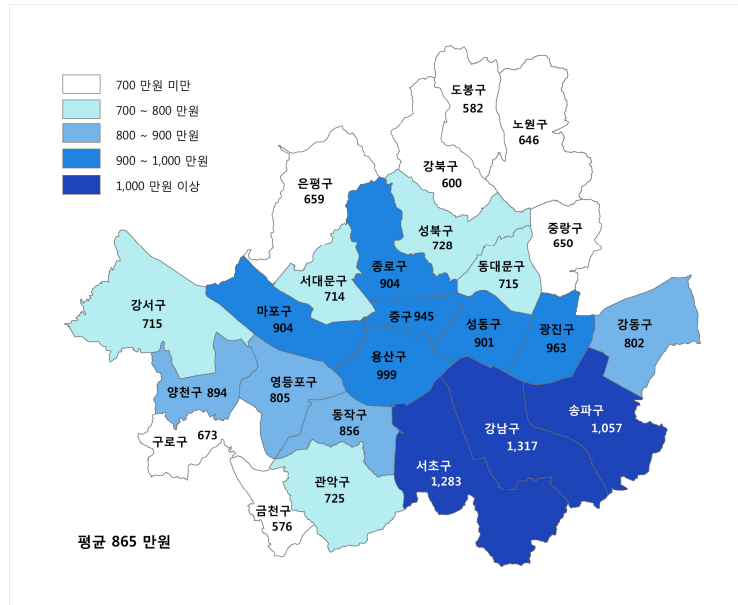 700 만원 미만
700 ~ 800 만원
800 ~ 900 만원
900 ~ 1,000 만원
1,000 만원 이상
도봉구
582
노원구
646
강북구
600
은평구
659
성북구
728
중랑구
650
종로구
904
동대문구
715
서대문구
714
강서구
715
마포구
904
중구 945
성동구
901
광진구
963
강동구
802
용산구
999
양천구 894
영등포구
805
동작구
856
구로구 673
송파구
1,057
강남구
1,317
서초구
1,283
관악구
725
금천구
576
평균 865 만원